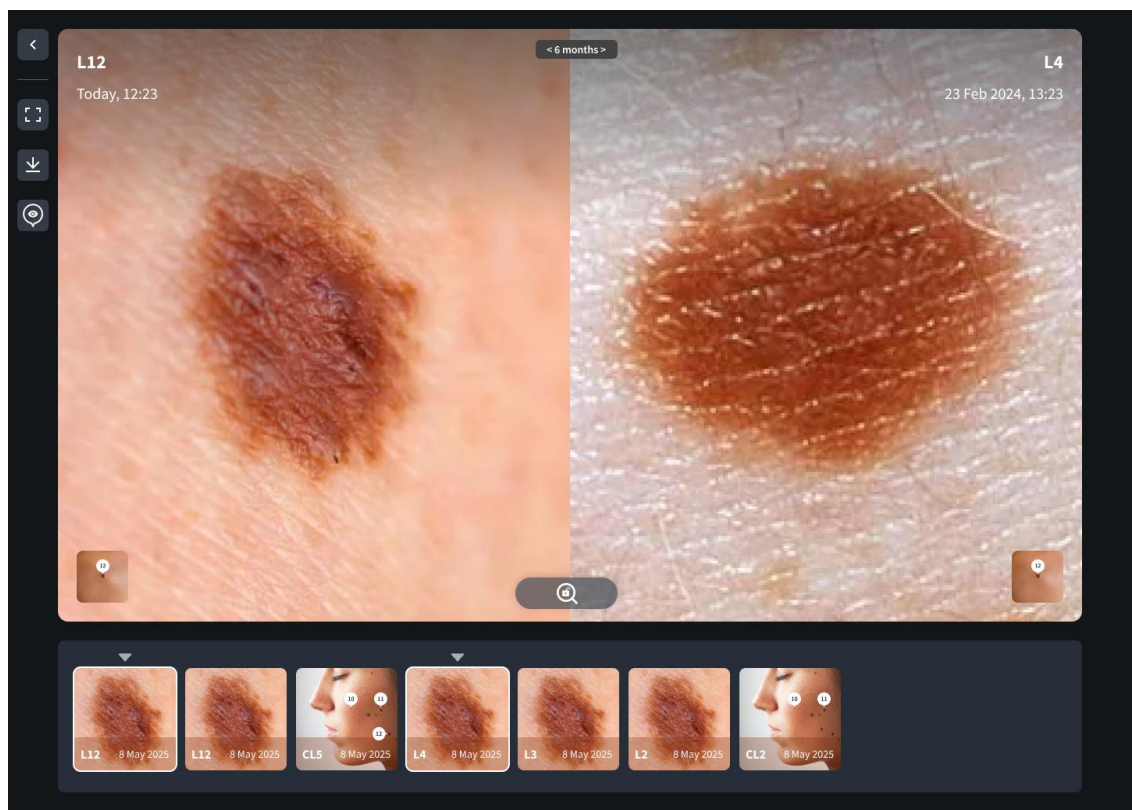 < 6 months >
L12
Today, 12:23
L4
23 Feb 2024, 13:23
12
12
L12 8 May 2025
L12 8 May 2025
10
11
12
CL5 8 May 2025
L4 8 May 2025
L3 8 May 2025
L2 8 May 2025
10
11
CL2 8 May 2025